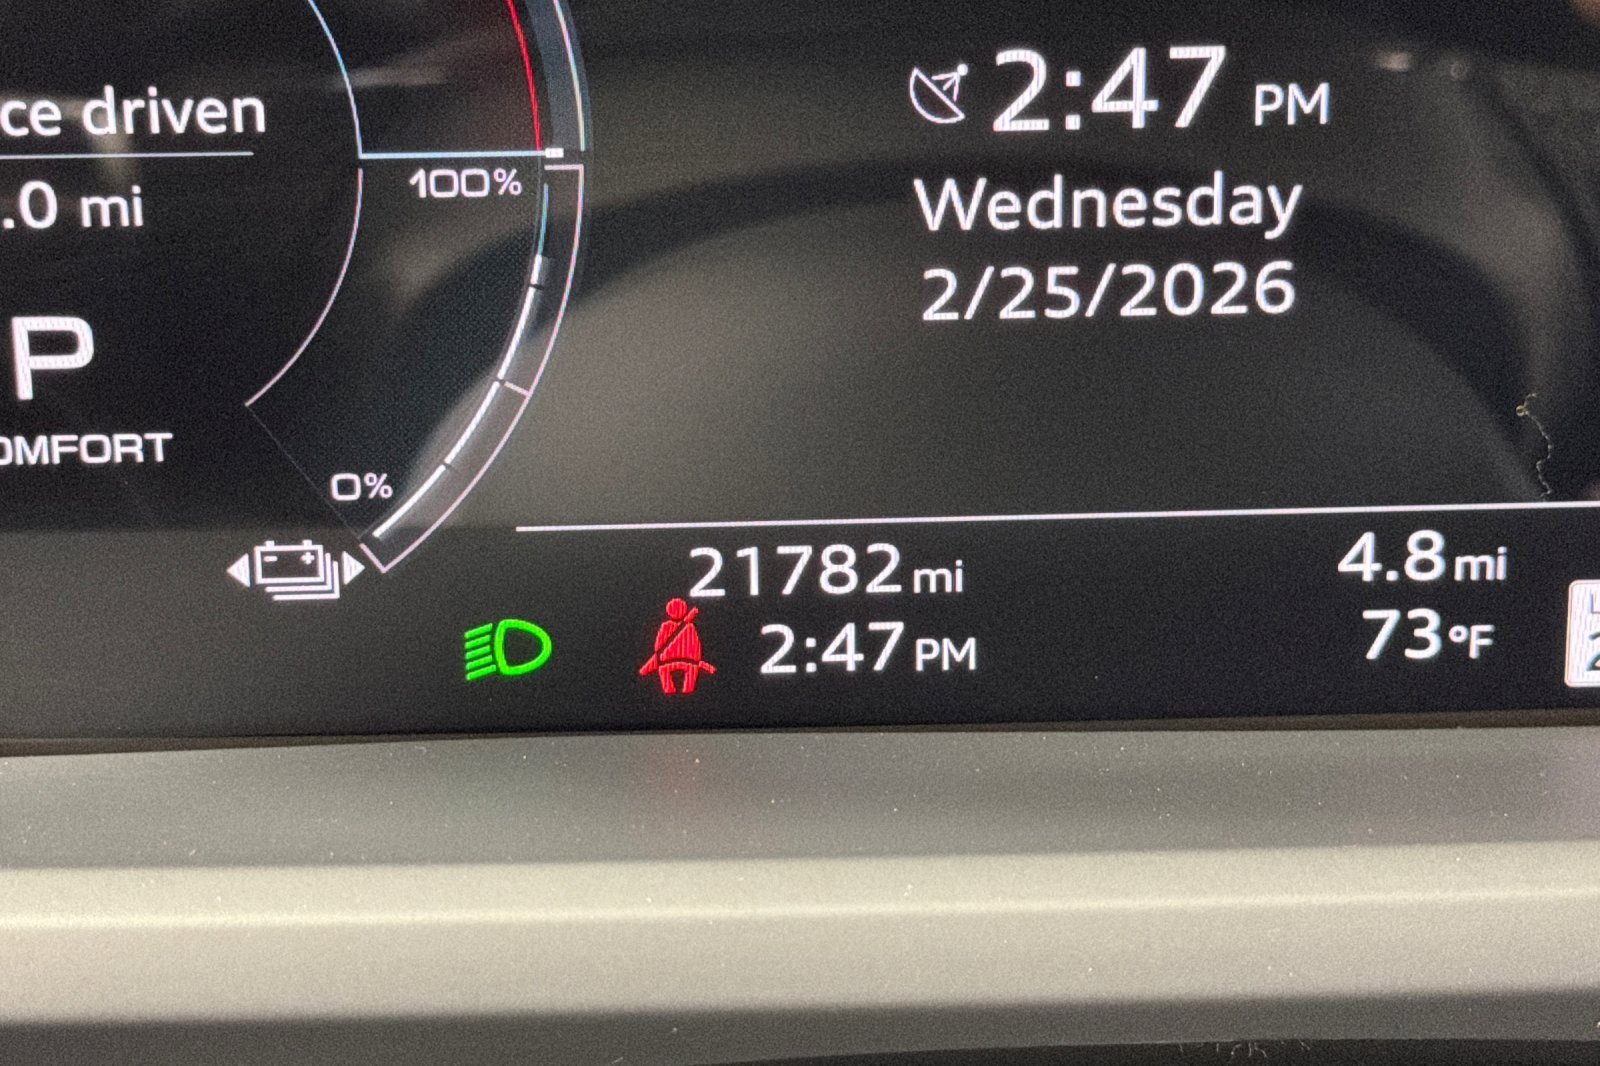 ce driven
.0 mi
P
OMFORT
100%
0%
2:47 PM
Wednesday
2/25/2026
21782 mi
4.8 mi
2:47 PM
73°F